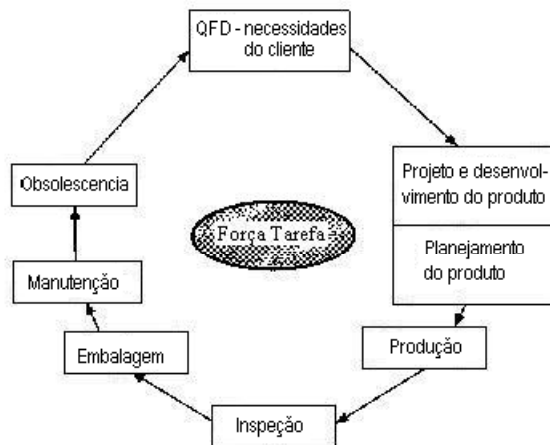 QFD - necessidades
do cliente
Projeto e desenvol-
vimento do produto
Planejamento
do produto
Produção
Inspeção
Embalagem
Manutenção
Obsolescencia
Força Tarefa